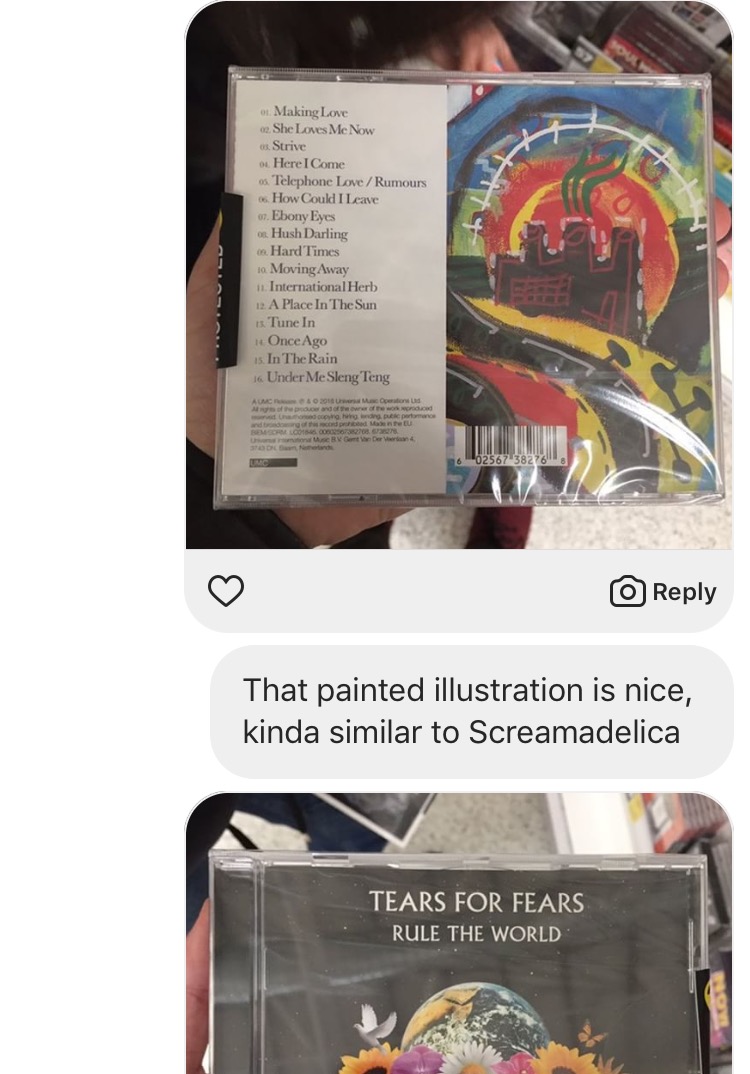 01. Making Love
02. She Loves Me Now
03. Strive
04. Here I Come
05. Telephone Love / Rumours
06. How Could I Leave
07. Ebony Eyes
08. Hush Darling
09. Hard Times
10. Moving Away
11. International Herb
12. A Place In The Sun
13. Tune In
14. Once Ago
15. In The Rain
16. Under Me Sleng Teng
A UMC Release. ℗ & © 2018 Universal Music Operations Ltd.
All rights of the producer and of the owner of the work reproduced
reserved. Unauthorised copying, hiring, lending, public performance
and broadcasting of this record prohibited. Made in the EU.
Universal International Music B.V. Gerrit Van Der Veenlaan 4,
3743 DN, Baarn, Netherlands.
UMC
6 02567 38276 8
Reply
That painted illustration is nice,
kinda similar to Screamadelica
TEARS FOR FEARS
RULE THE WORLD
NOW